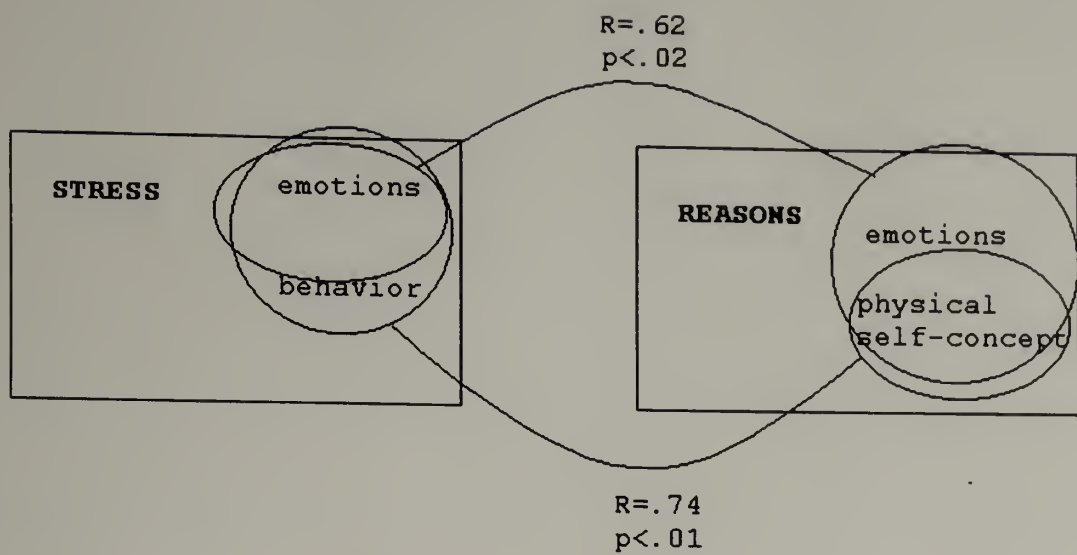 R=.62
p<.02
STRESS
emotions
behavior
REASONS
emotions
physical
self-concept
R=.74
p<.01